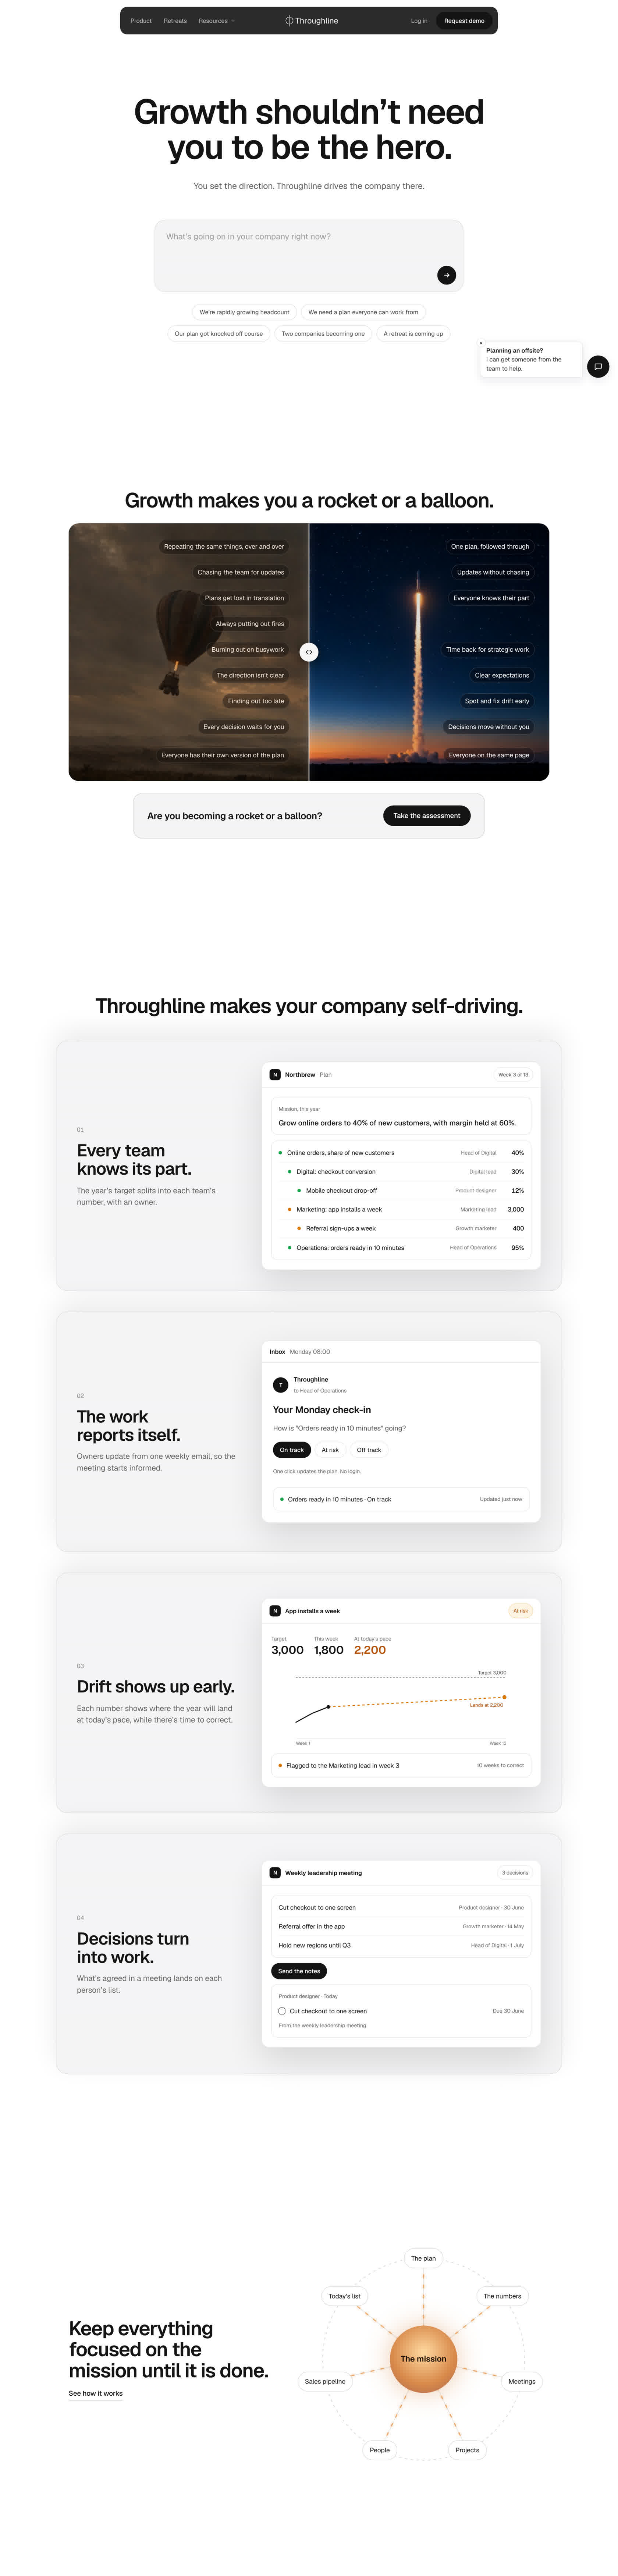 Product
Retreats
Resources
Throughline
Log in
Request demo
Growth shouldn’t need
you to be the hero.
You set the direction. Throughline drives the company there.
What’s going on in your company right now?
We’re rapidly growing headcount
We need a plan everyone can work from
Our plan got knocked off course
Two companies becoming one
A retreat is coming up
Planning an offsite?
I can get someone from the
team to help.
Growth makes you a rocket or a balloon.
Repeating the same things, over and over
Chasing the team for updates
Plans get lost in translation
Always putting out fires
Burning out on busywork
The direction isn’t clear
Finding out too late
Every decision waits for you
Everyone has their own version of the plan
One plan, followed through
Updates without chasing
Everyone knows their part
Time back for strategic work
Clear expectations
Spot and fix drift early
Decisions move without you
Everyone on the same page
Are you becoming a rocket or a balloon?
Take the assessment
Throughline makes your company self-driving.
01
Every team
knows its part.
The year’s target splits into each team’s
number, with an owner.
N Northbrew Plan
Week 3 of 13
Mission, this year
Grow online orders to 40% of new customers, with margin held at 60%.
Online orders, share of new customers Head of Digital 40%
Digital: checkout conversion Digital lead 30%
Mobile checkout drop-off Product designer 12%
Marketing: app installs a week Marketing lead 3,000
Referral sign-ups a week Growth marketer 400
Operations: orders ready in 10 minutes Head of Operations 95%
02
The work
reports itself.
Owners update from one weekly email, so the
meeting starts informed.
Inbox Monday 08:00
T
Throughline
to Head of Operations
Your Monday check-in
How is “Orders ready in 10 minutes” going?
On track
At risk
Off track
One click updates the plan. No login.
Orders ready in 10 minutes · On track
Updated just now
03
Drift shows up early.
Each number shows where the year will land
at today’s pace, while there’s time to correct.
N App installs a week
At risk
Target This week At today’s pace
3,000 1,800 2,200
Target 3,000
Lands at 2,200
Week 1
Week 13
Flagged to the Marketing lead in week 3
10 weeks to correct
04
Decisions turn
into work.
What’s agreed in a meeting lands on each
person’s list.
N Weekly leadership meeting
3 decisions
Cut checkout to one screen Product designer · 30 June
Referral offer in the app Growth marketer · 14 May
Hold new regions until Q3 Head of Digital · 1 July
Send the notes
Product designer · Today
Cut checkout to one screen Due 30 June
From the weekly leadership meeting
Keep everything
focused on the
mission until it is done.
See how it works
The plan
Today’s list
The numbers
The mission
Sales pipeline
Meetings
People
Projects